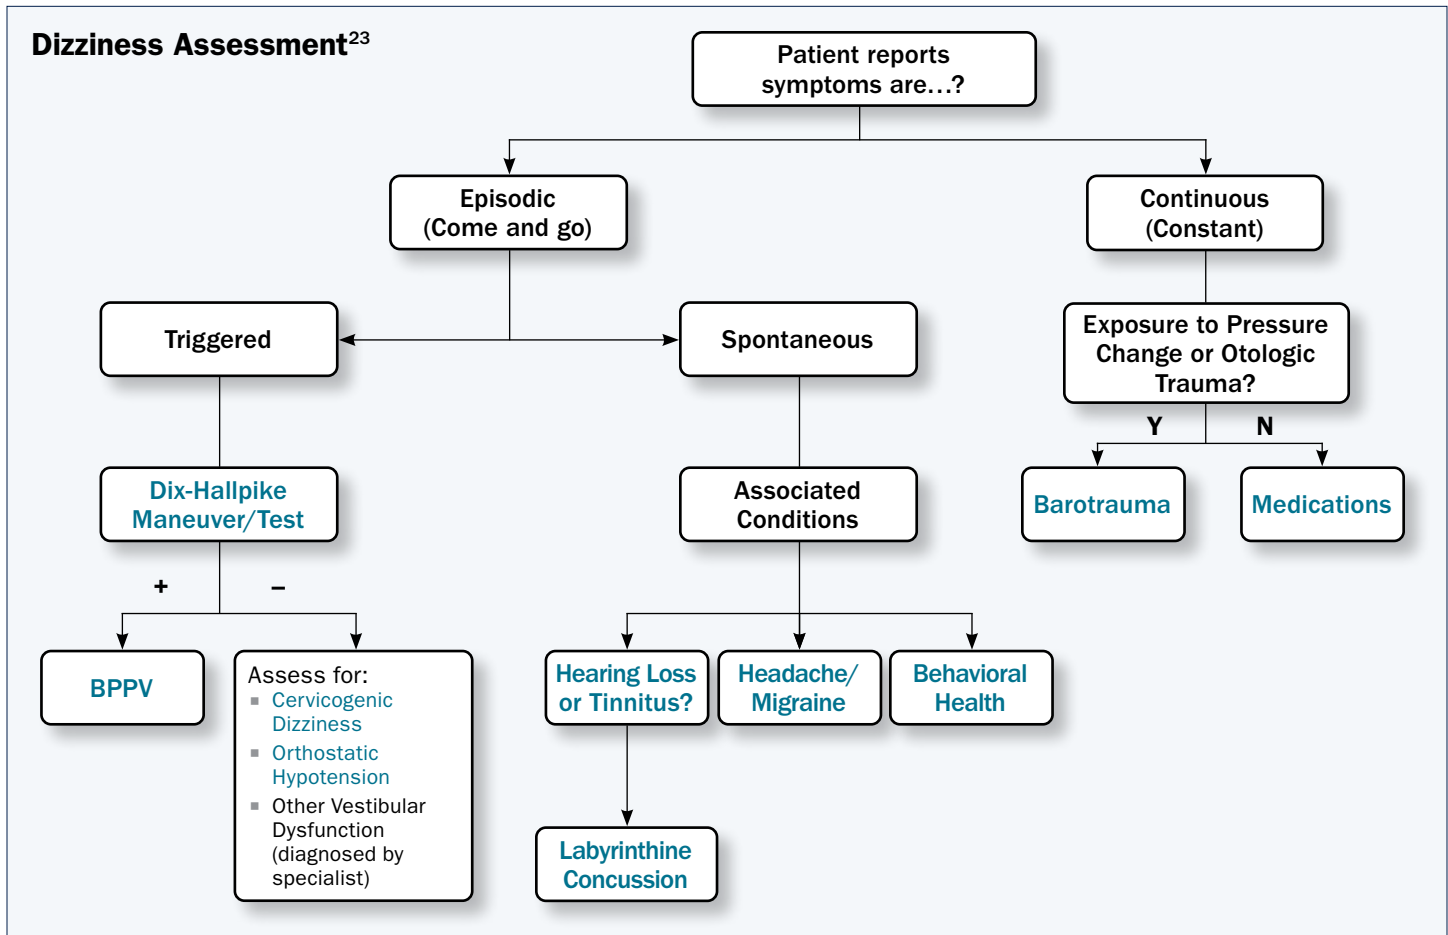 Dizziness Assessment23
Patient reports
symptoms are…?
Episodic
(Come and go)
Continuous
(Constant)
Triggered
Spontaneous
Exposure to Pressure
Change or Otologic
Trauma?
Y
N
Dix-Hallpike
Maneuver/Test
Associated
Conditions
Barotrauma
Medications
+
–
BPPV
Assess for:
■ Cervicogenic
Dizziness
■ Orthostatic
Hypotension
■ Other Vestibular
Dysfunction
(diagnosed by
specialist)
Hearing Loss
or Tinnitus?
Headache/
Migraine
Behavioral
Health
Labyrinthine
Concussion